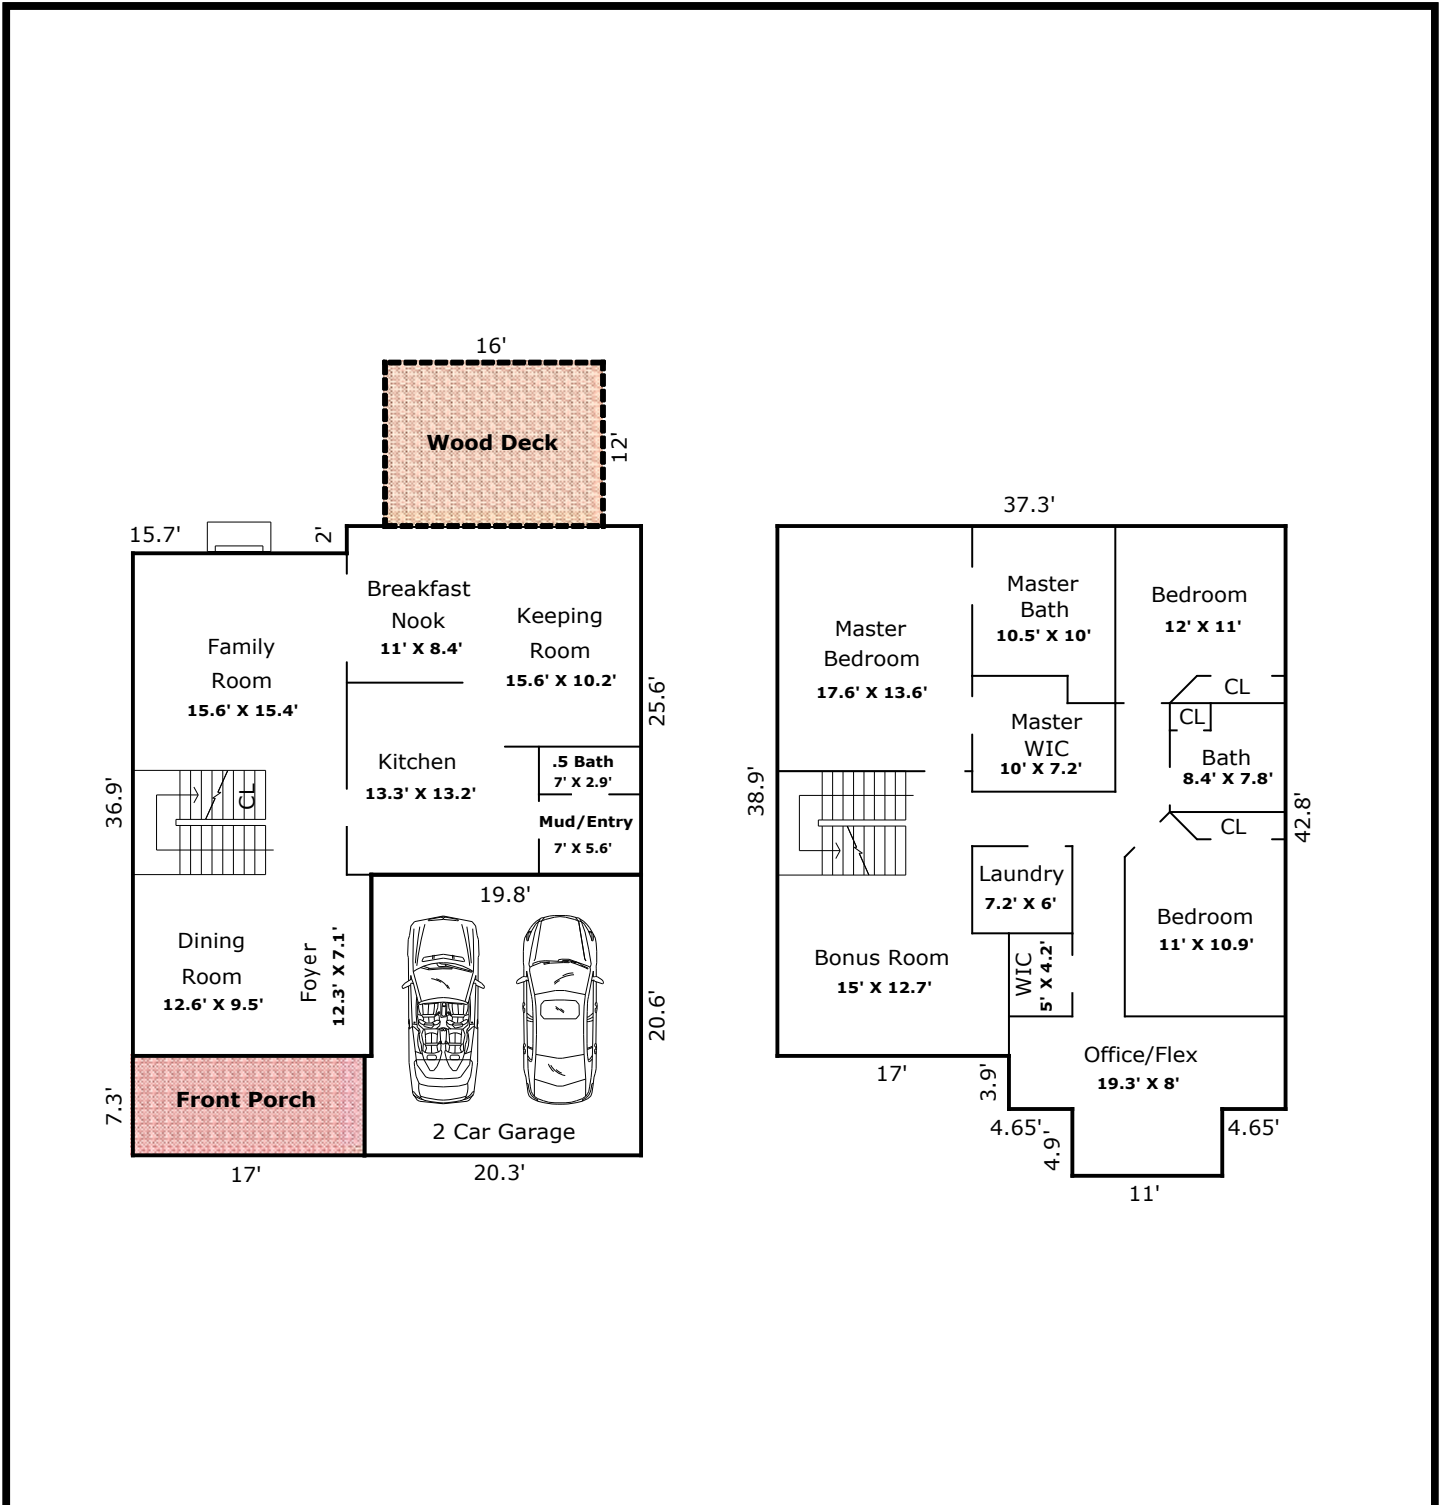 16'
Wood Deck
12'
15.7'
2'
Breakfast
Nook
11' X 8.4'
Keeping
Room
15.6' X 10.2'
Family
Room
15.6' X 15.4'
25.6'
Kitchen
13.3' X 13.2'
.5 Bath
7' X 2.9'
Mud/Entry
7' X 5.6'
CL
36.9'
19.8'
Dining
Room
12.6' X 9.5'
Foyer
12.3' X 7.1'
20.6'
7.3'
Front Porch
2 Car Garage
17'
20.3'
37.3'
Master
Bath
10.5' X 10'
Bedroom
12' X 11'
Master
Bedroom
17.6' X 13.6'
CL
CL
Master
WIC
10' X 7.2'
Bath
8.4' X 7.8'
38.9'
42.8'
CL
Laundry
7.2' X 6'
Bedroom
11' X 10.9'
Bonus Room
15' X 12.7'
WIC
5' X 4.2'
Office/Flex
19.3' X 8'
17'
3.9'
4.65'
4.9'
4.65'
11'